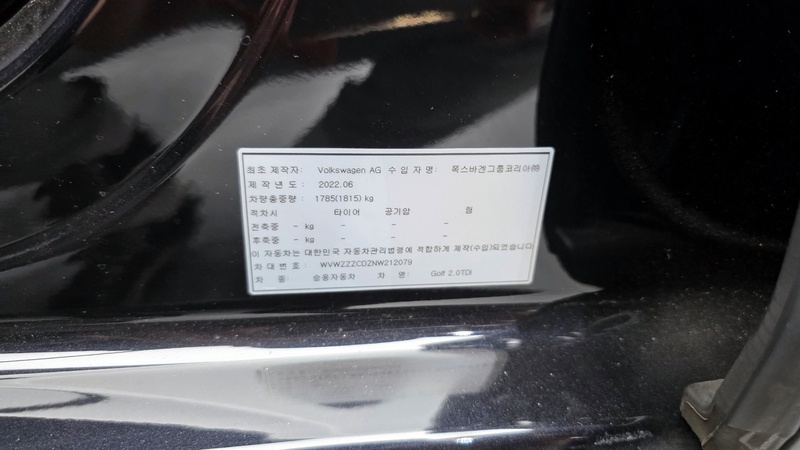 최초 제작자: Volkswagen AG 수 입 자 명: 폭스바겐그룹코리아㈜
제 작 년 도 : 2022.06
차량총중량 : 1785(1815) kg
적차시 타이어 공기압 림
전축중 - kg - - -
후축중 - kg - - -
이 자동차는 대한민국 자동차관리법령에 적합하게 제작(수입)되었습니다
차 대 번 호 : WVWZZZCDZNW212079
차 종: 승용자동차 차 명: Golf 2.0TDI